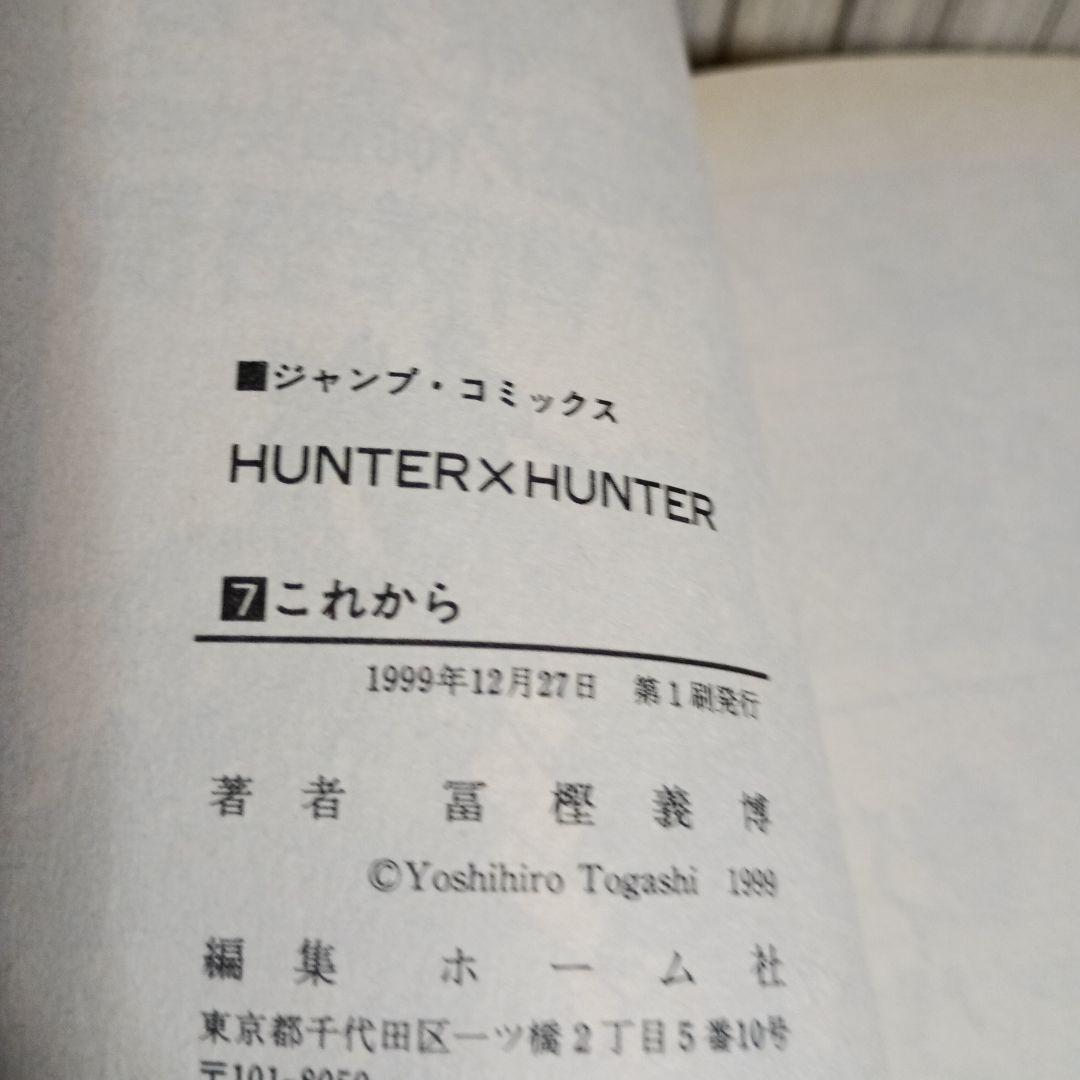 ■ジャンプ・コミックス
HUNTER×HUNTER
7これから
1999年12月27日 第1刷発行
著者 冨樫義博
©Yoshihiro Togashi 1999
編集 ホーム社
東京都千代田区一ツ橋2丁目5番10号
〒101-8050